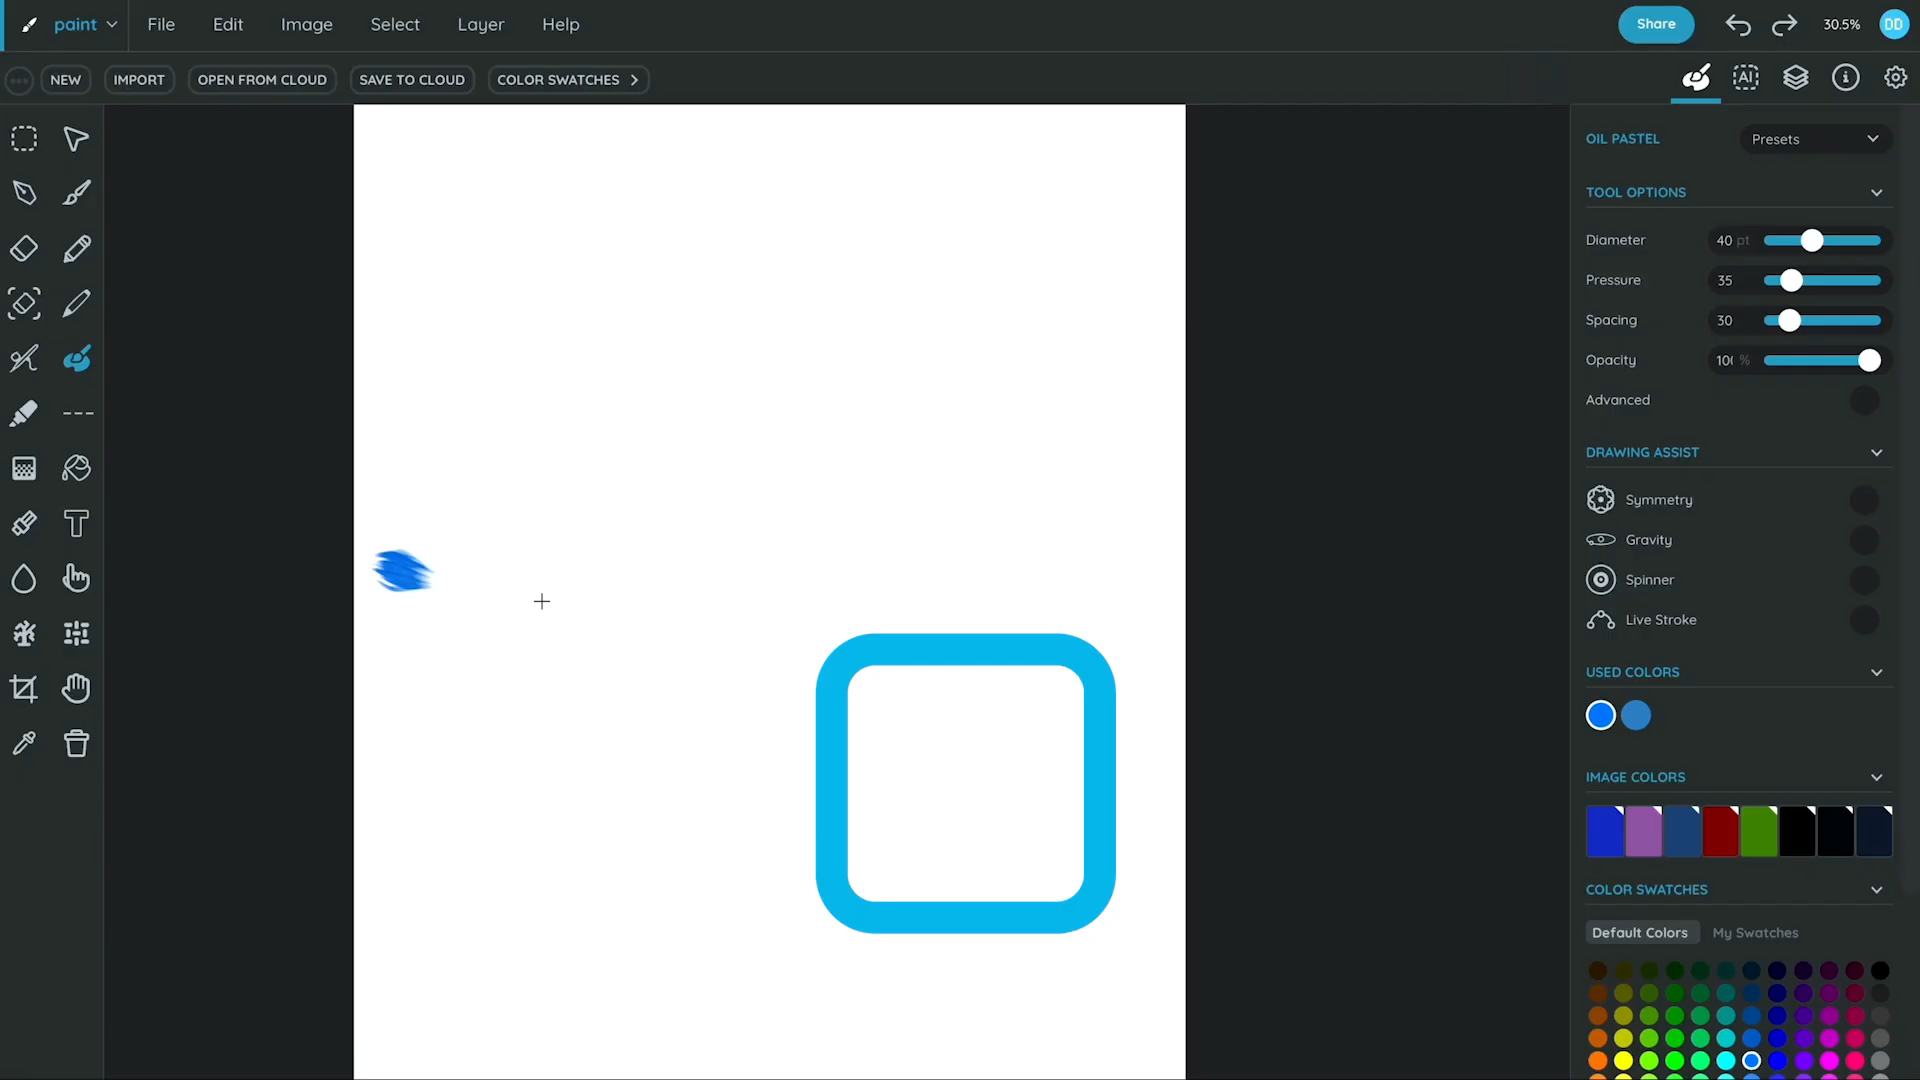 paint File Edit Image Select Layer Help Share 30.5% DD
NEW IMPORT OPEN FROM CLOUD SAVE TO CLOUD COLOR SWATCHES AI
OIL PASTEL Presets
TOOL OPTIONS
Diameter 40 pt
Pressure 35
Spacing 30
Opacity 100 %
Advanced
DRAWING ASSIST
Symmetry
Gravity
Spinner
Live Stroke
USED COLORS
IMAGE COLORS
COLOR SWATCHES
Default Colors My Swatches